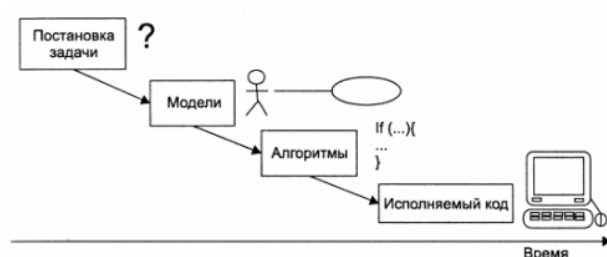 Постановка
задачи
?
Модели
Алгоритмы
If (...){
...
}
Исполняемый код
Время